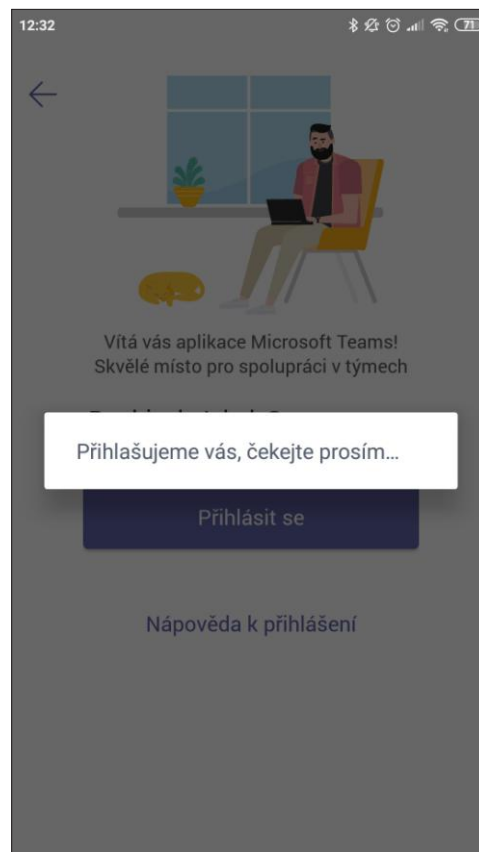 12:32
71
Vítá vás aplikace Microsoft Teams!
Skvělé místo pro spolupráci v týmech
Přihlašujeme vás, čekejte prosím...
Přihlásit se
Nápověda k přihlášení